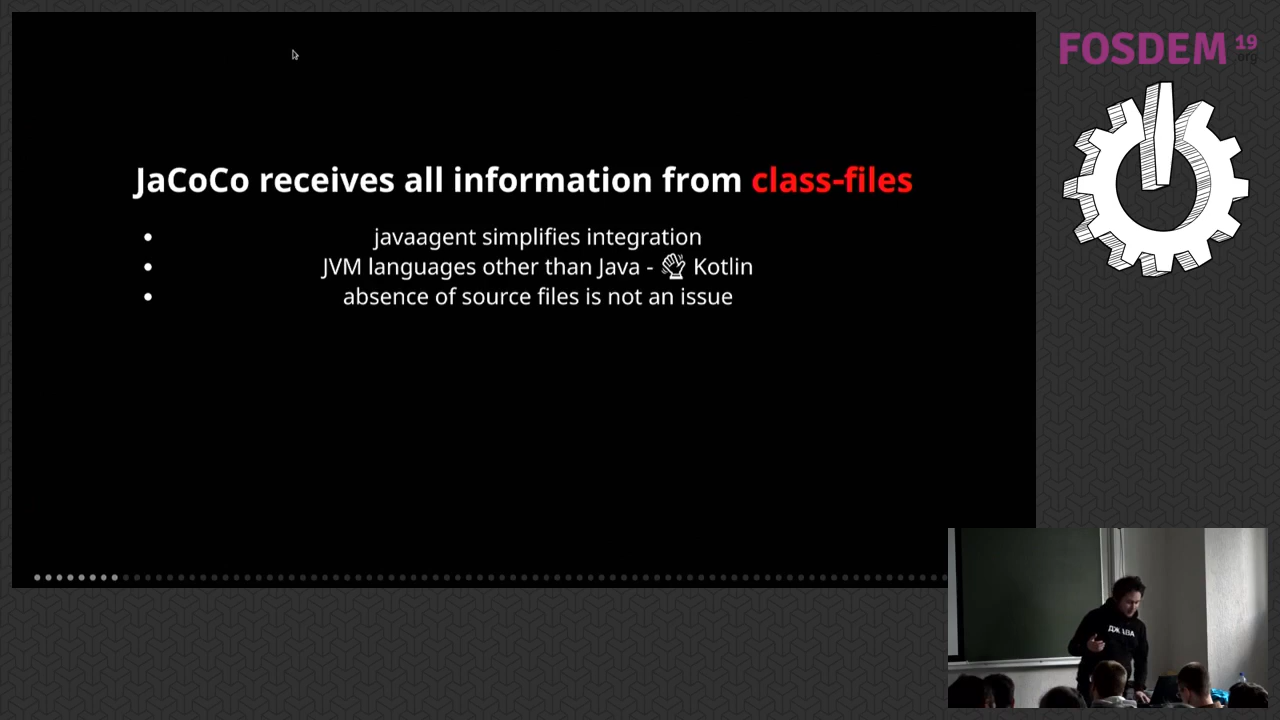 FOSDEM 19
.org
JaCoCo receives all information from class-files
• javaagent simplifies integration
• JVM languages other than Java - 👋 Kotlin
• absence of source files is not an issue
ДЖАВА